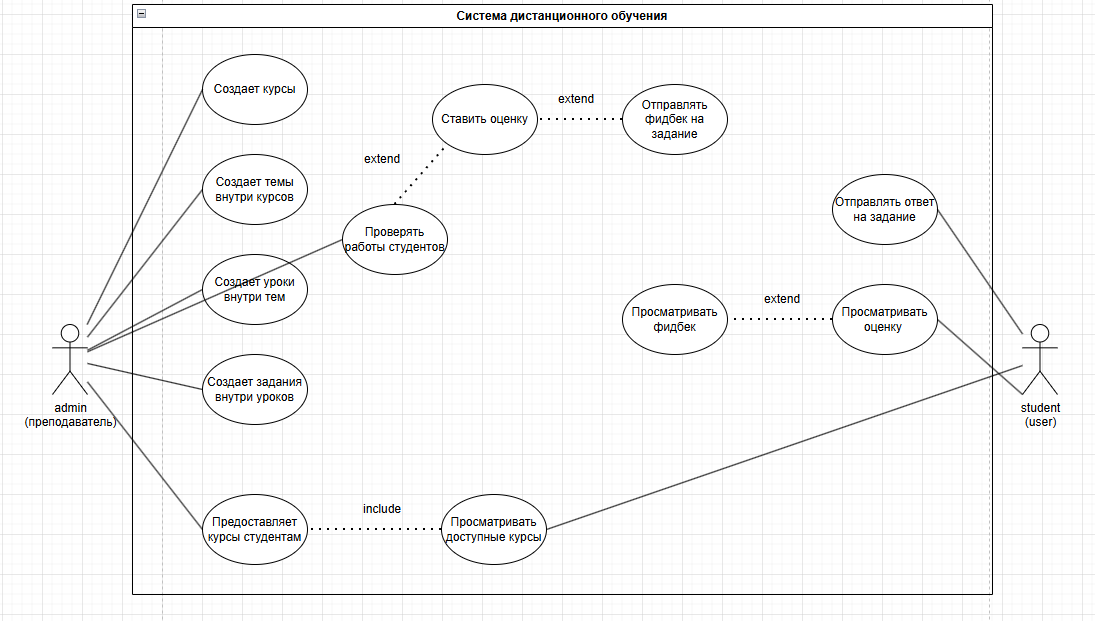 Система дистанционного обучения
Создает курсы
Создает темы
внутри курсов
Создает уроки
внутри тем
Создает задания
внутри уроков
Предоставляет
курсы студентам
extend
Ставить оценку
extend
Отправлять
фидбек на
задание
Проверять
работы студентов
Отправлять ответ
на задание
Просматривать
фидбек
extend
Просматривать
оценку
include
Просматривать
доступные курсы
admin
(преподаватель)
student
(user)